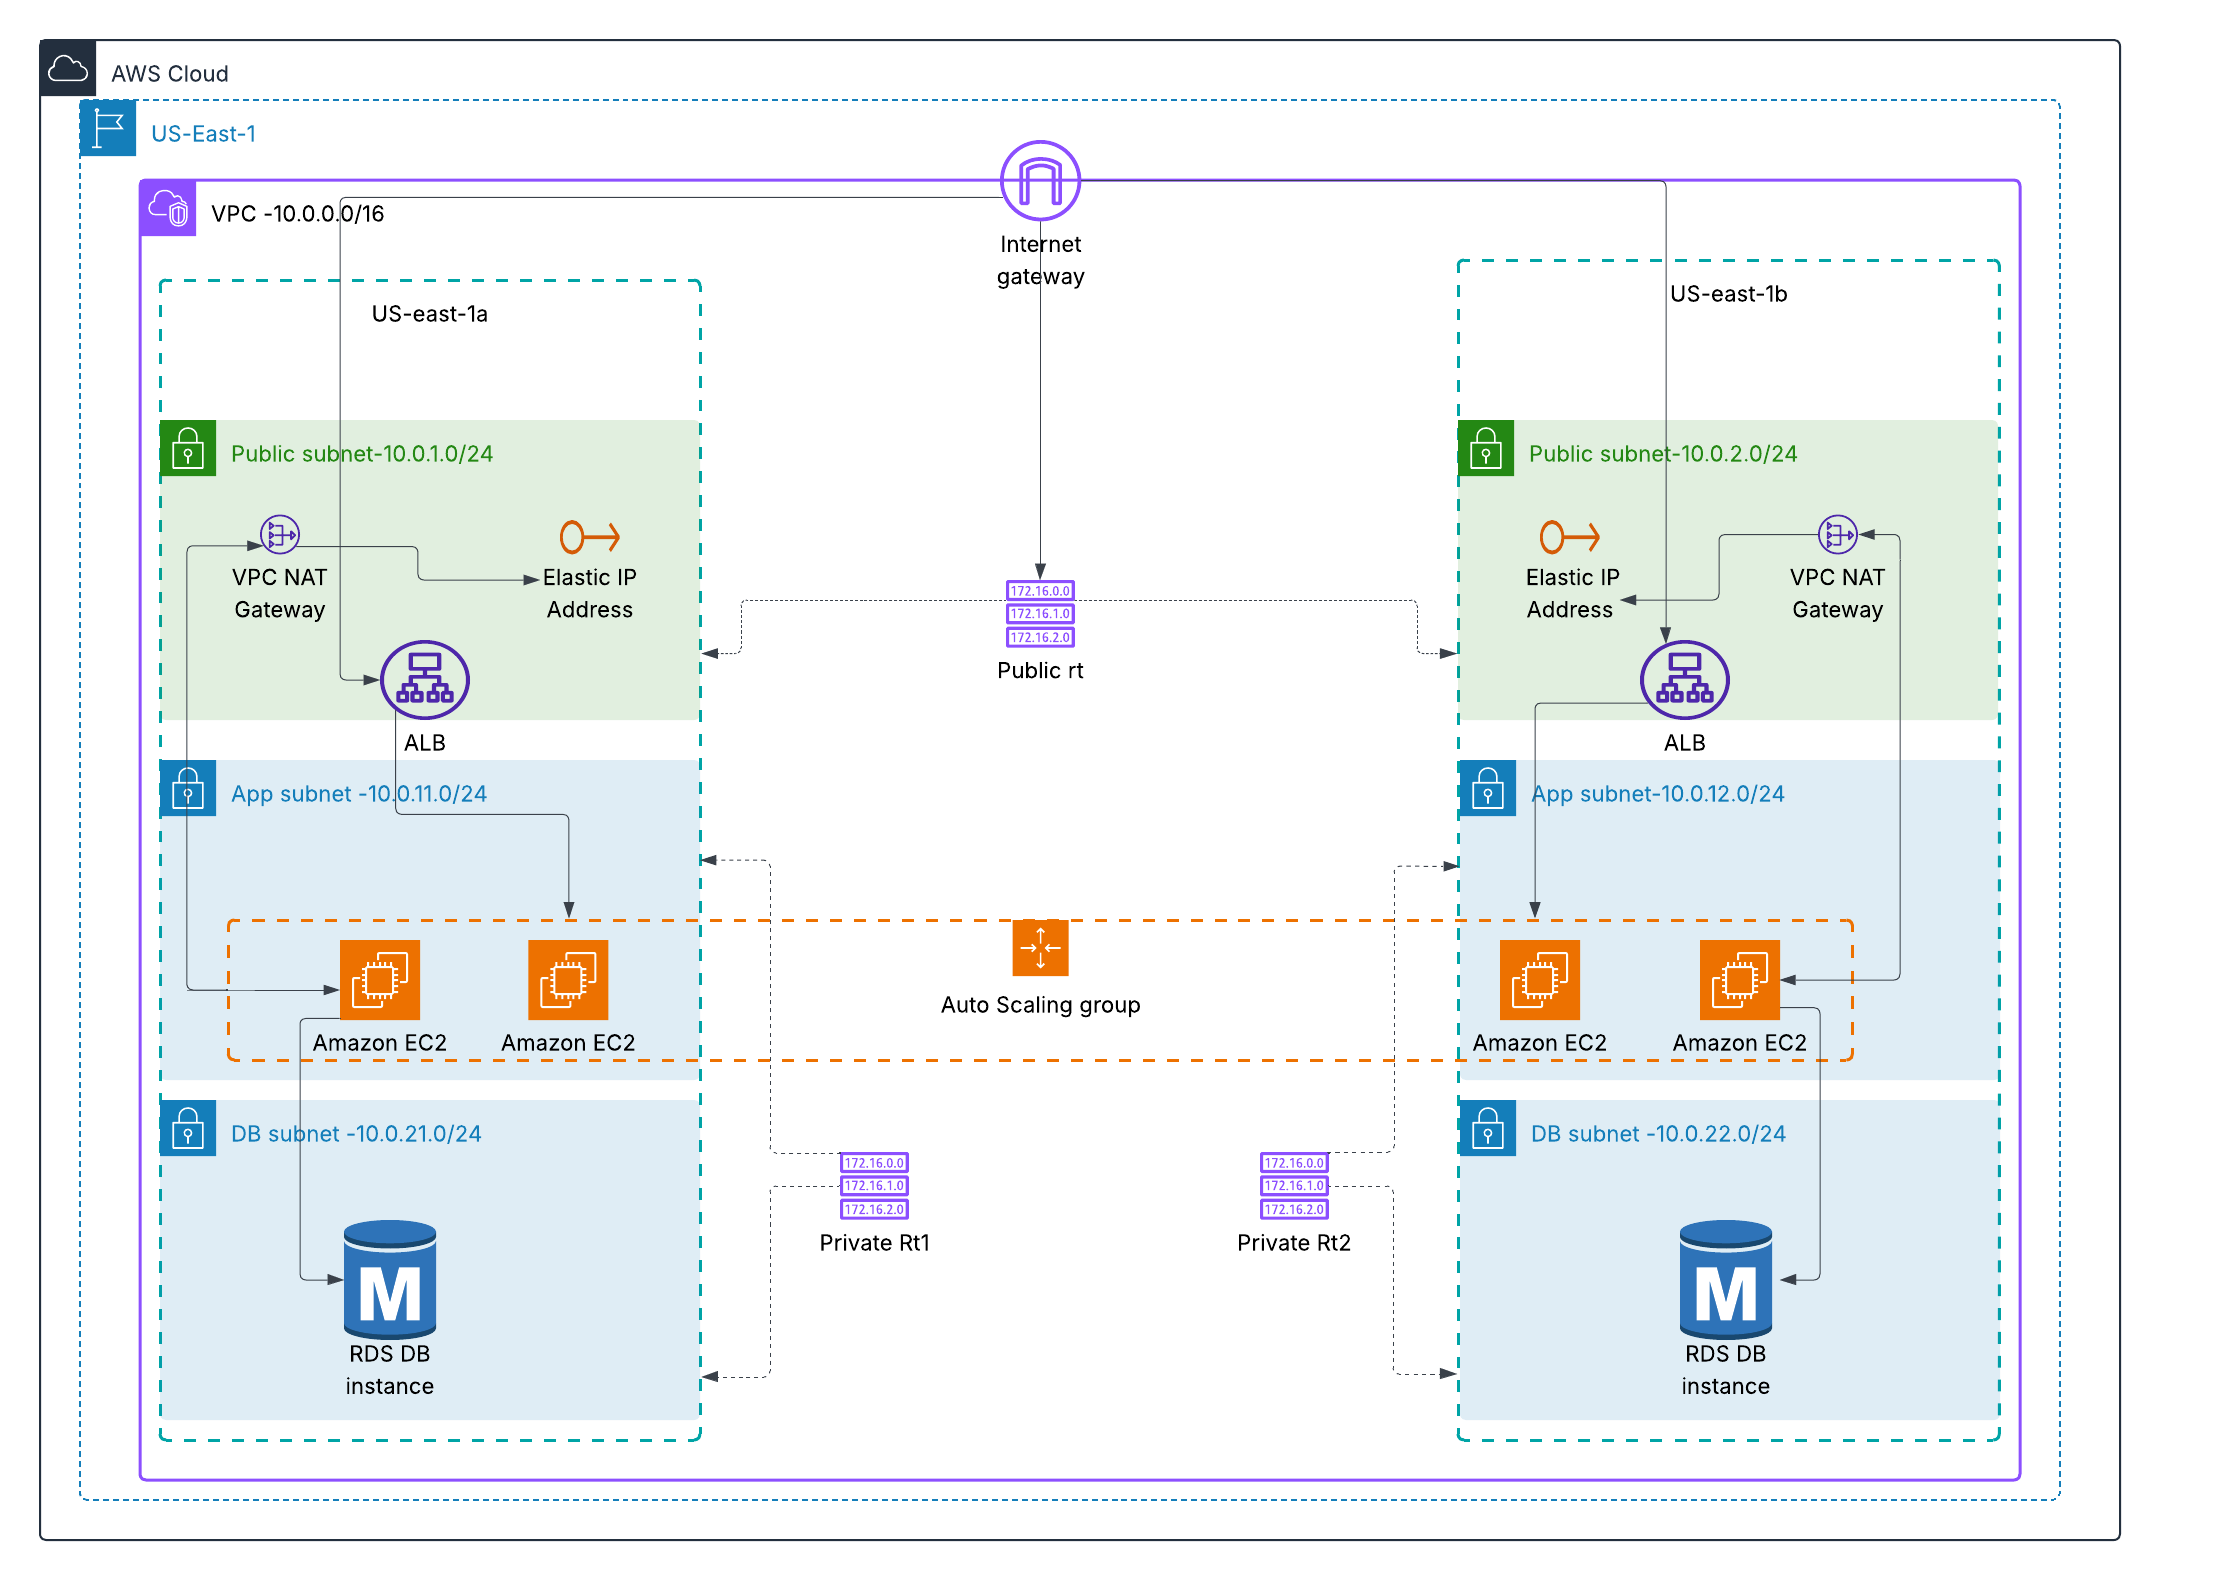 AWS Cloud
US-East-1
VPC -10.0.0.0/16
Internet
gateway
US-east-1a
US-east-1b
Public subnet-10.0.1.0/24
Public subnet-10.0.2.0/24
VPC NAT
Gateway
Elastic IP
Address
172.16.0.0
172.16.1.0
172.16.2.0
Public rt
Elastic IP
Address
VPC NAT
Gateway
ALB
ALB
App subnet -10.0.11.0/24
App subnet-10.0.12.0/24
Amazon EC2
Amazon EC2
Auto Scaling group
Amazon EC2
Amazon EC2
DB subnet -10.0.21.0/24
DB subnet -10.0.22.0/24
172.16.0.0
172.16.1.0
172.16.2.0
Private Rt1
172.16.0.0
172.16.1.0
172.16.2.0
Private Rt2
M
RDS DB
instance
M
RDS DB
instance